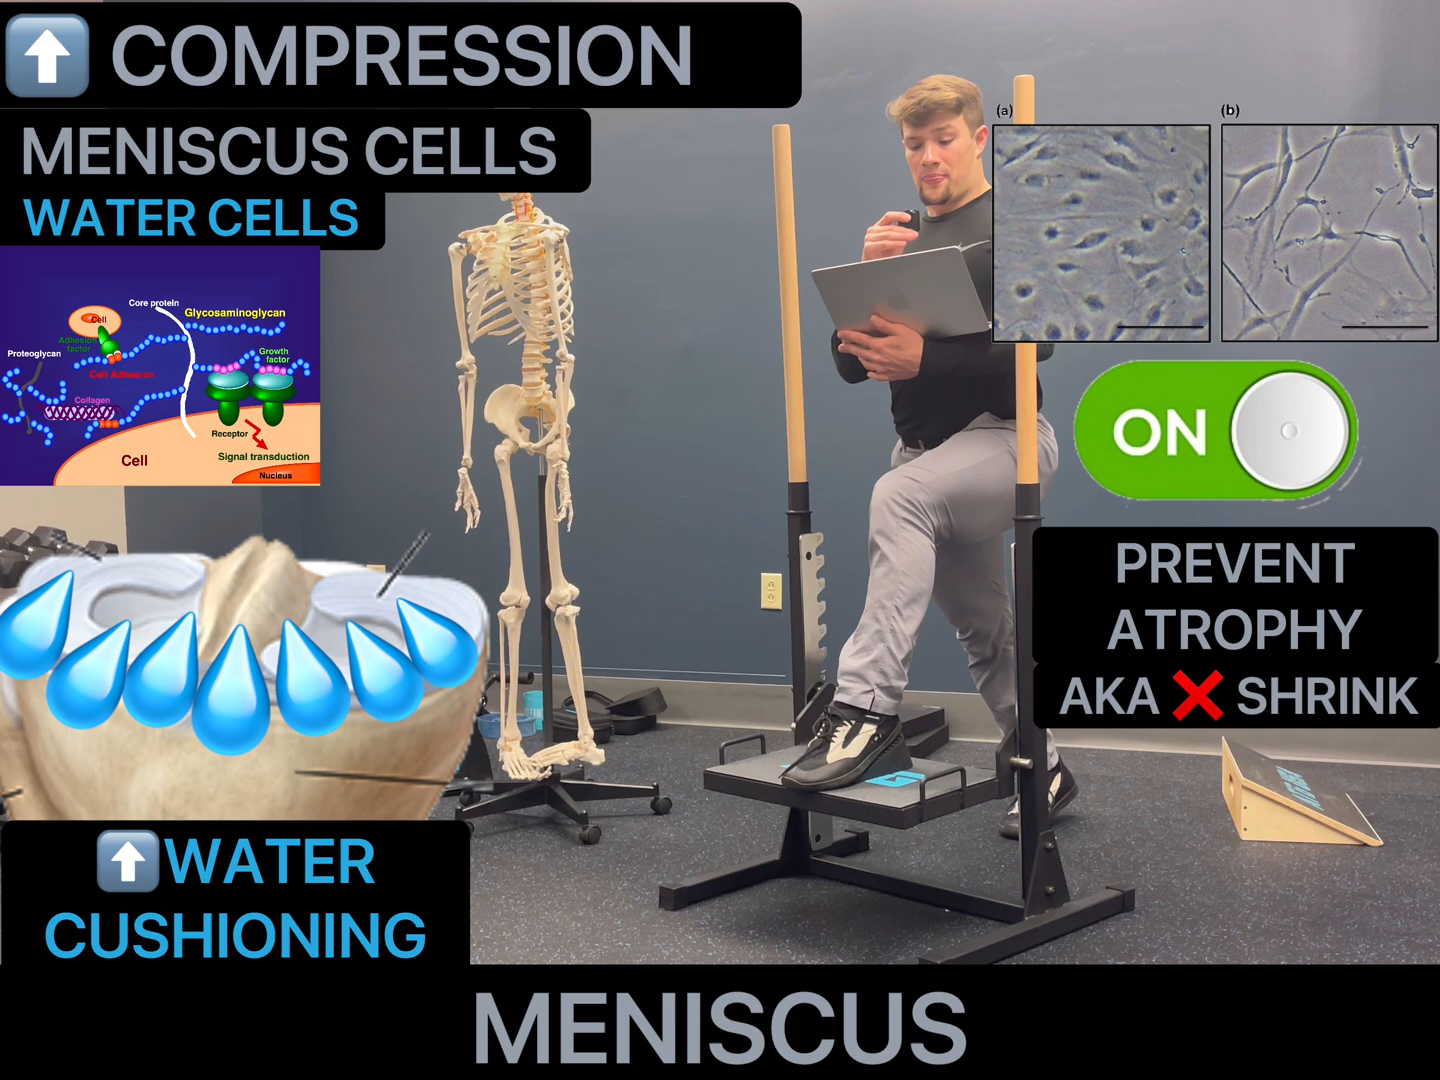 ⬆️ COMPRESSION
MENISCUS CELLS
WATER CELLS
Core protein
Glycosaminoglycan
Cell
Adhesion
factor
Proteoglycan
Cell Adhesion
Growth
factor
Collagen
Receptor
Signal transduction
Cell
Nucleus
(a)
(b)
ON
PREVENT
ATROPHY
AKA ❌ SHRINK
⬆️WATER
CUSHIONING
MENISCUS